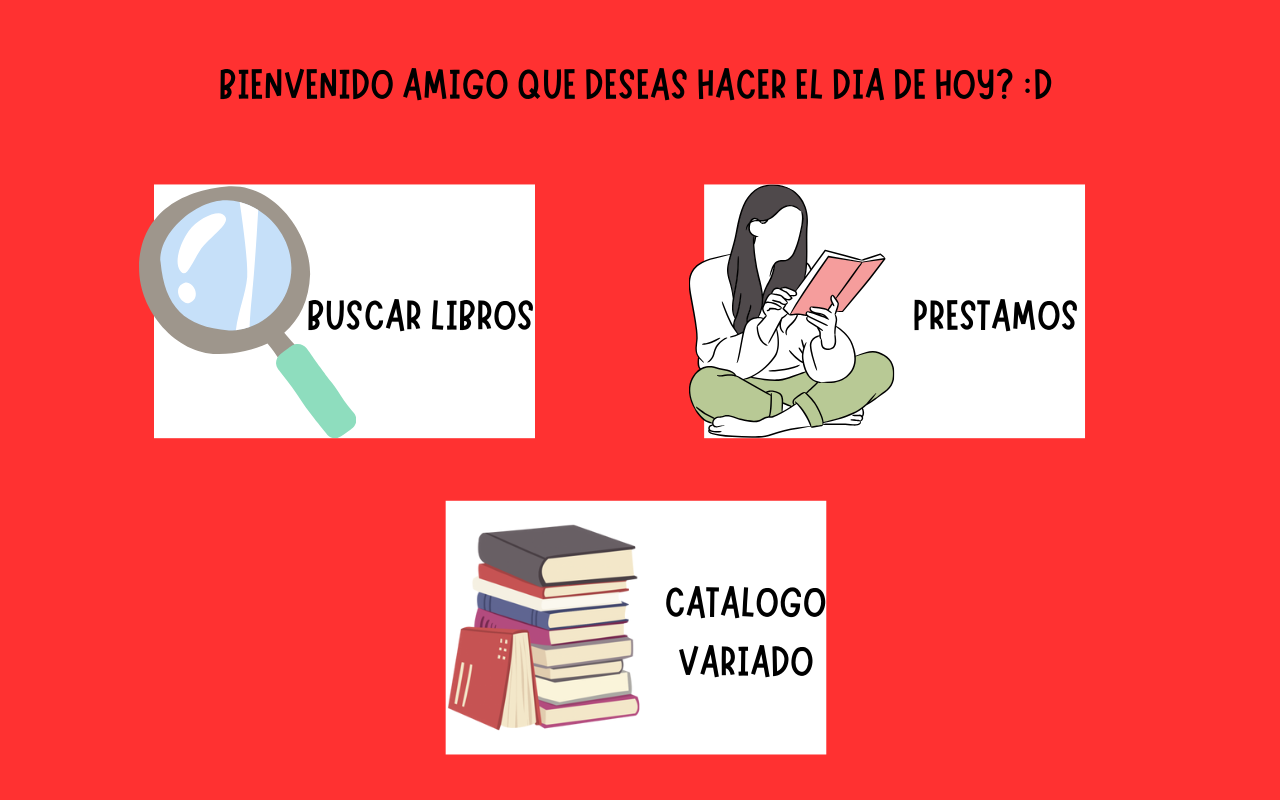 BIENVENIDO AMIGO QUE DESEAS HACER EL DIA DE HOY? :D
BUSCAR LIBROS
PRESTAMOS
CATALOGO
VARIADO